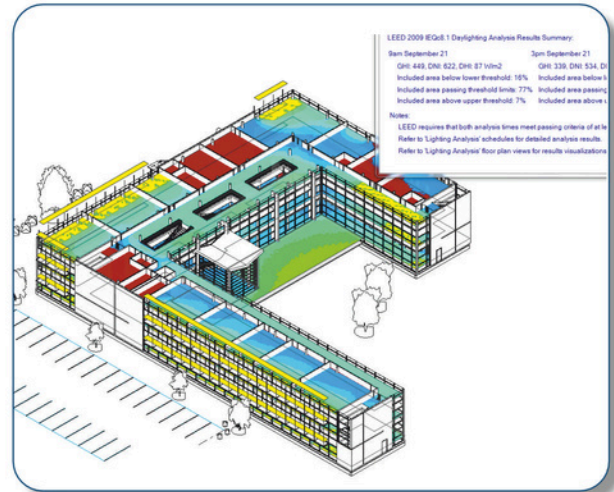 LEED 2009 IEQc8.1 Daylighting Analysis Results Summary:
9am September 21 3pm September 21
GHI: 449, DNI: 622, DHI: 87 W/m2 GHI: 339, DNI: 534, D
Included area below lower threshold: 16% Included area below l
Included area passing threshold limits: 77% Included area passing
Included area above upper threshold: 7% Included area above
Notes:
LEED requires that both analysis times meet passing criteria of at le
Refer to 'Lighting Analysis' schedules for detailed analysis results.
Refer to 'Lighting Analysis' floor plan views for results visualizations